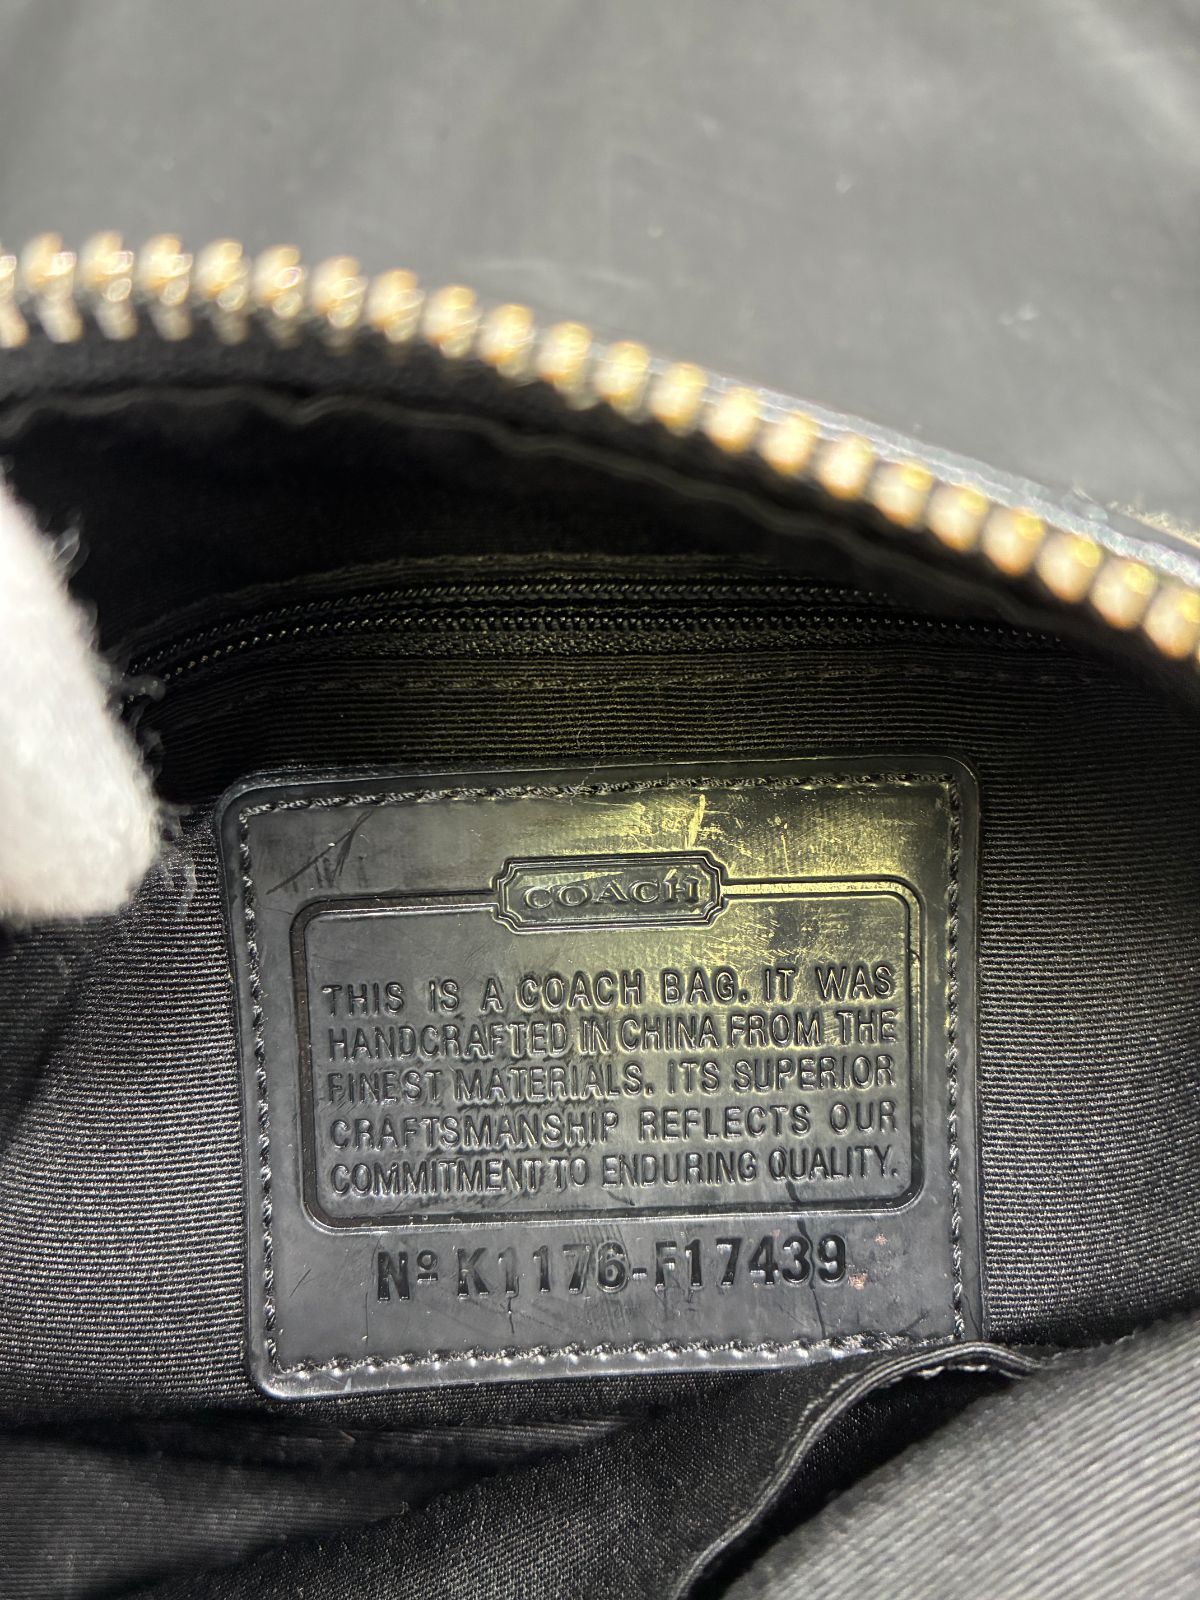 COACH
THIS IS A COACH BAG. IT WAS
HANDCRAFTED IN CHINA FROM THE
FINEST MATERIALS. ITS SUPERIOR
CRAFTSMANSHIP REFLECTS OUR
COMMITMENT TO ENDURING QUALITY.
Nº K1176-F17439